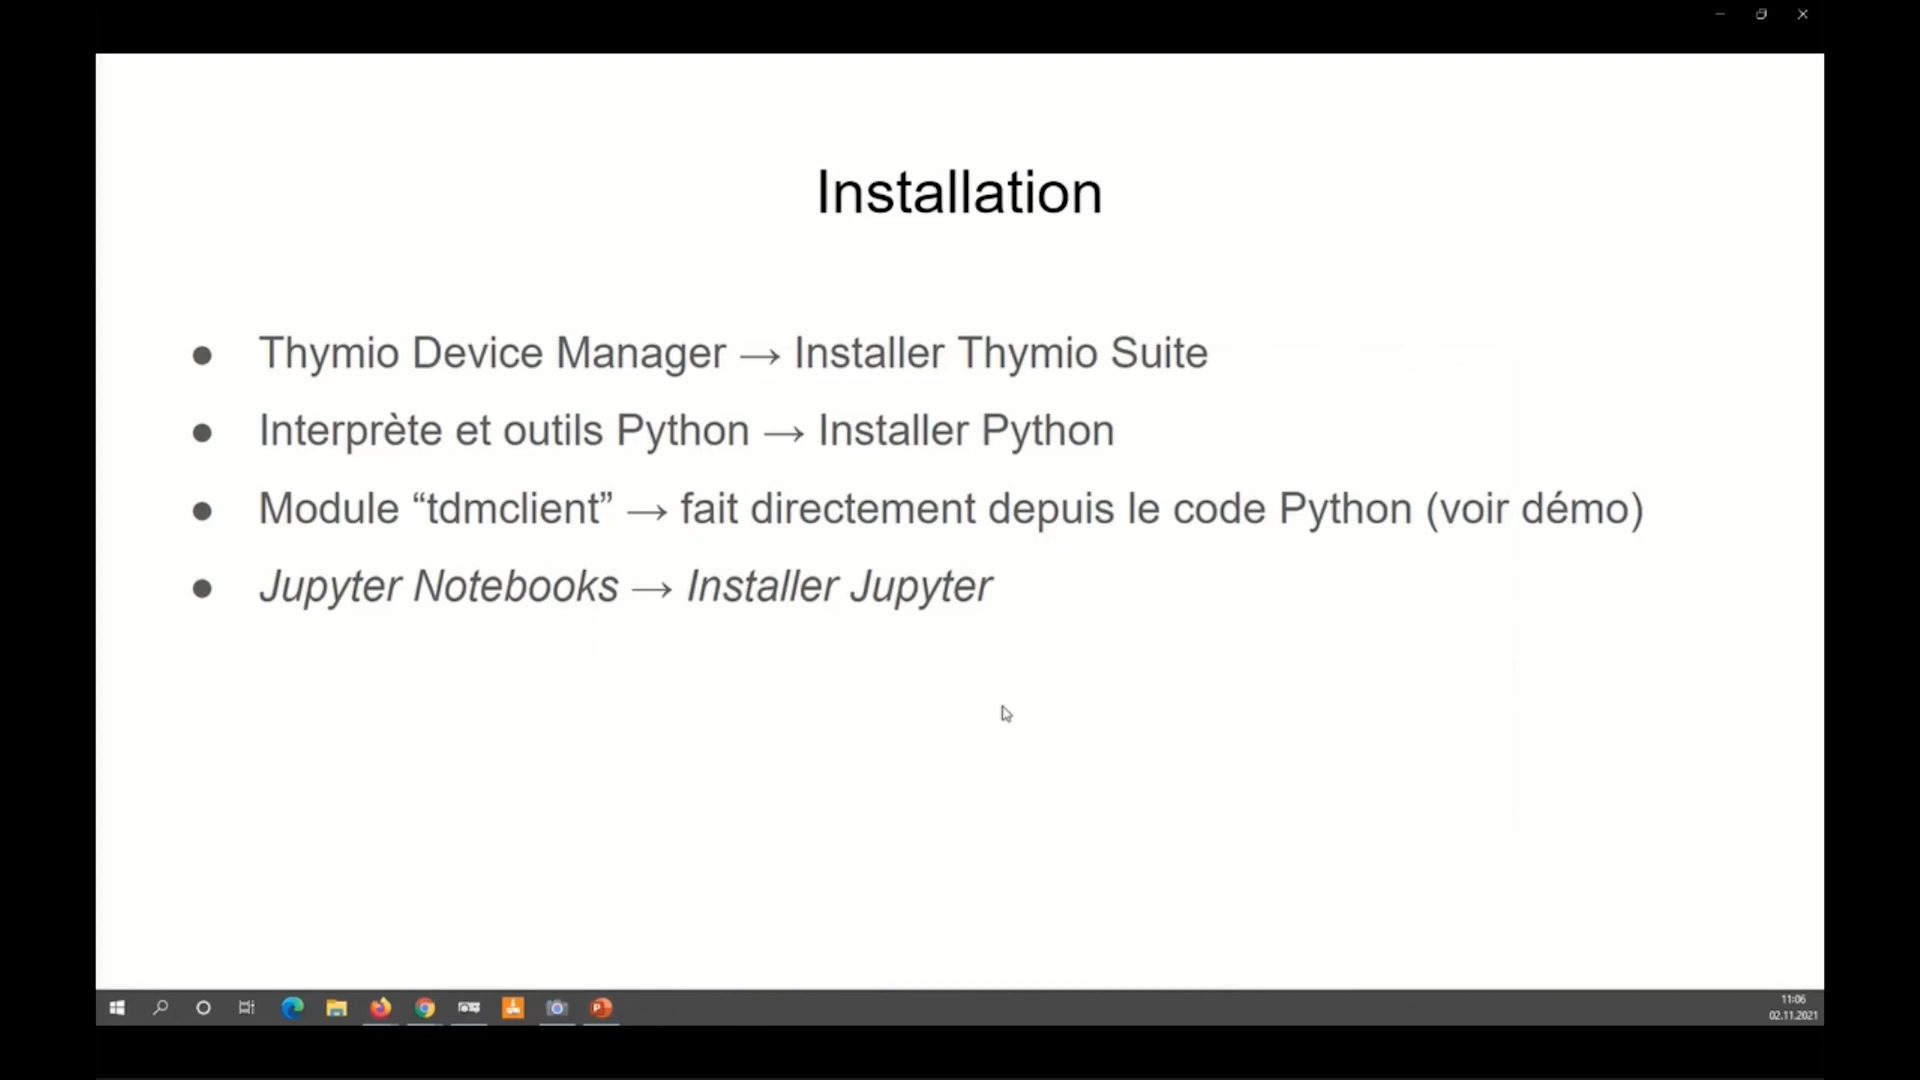 Installation
● Thymio Device Manager → Installer Thymio Suite
● Interprète et outils Python → Installer Python
● Module “tdmclient” → fait directement depuis le code Python (voir démo)
● Jupyter Notebooks → Installer Jupyter
11:06
02.11.2021